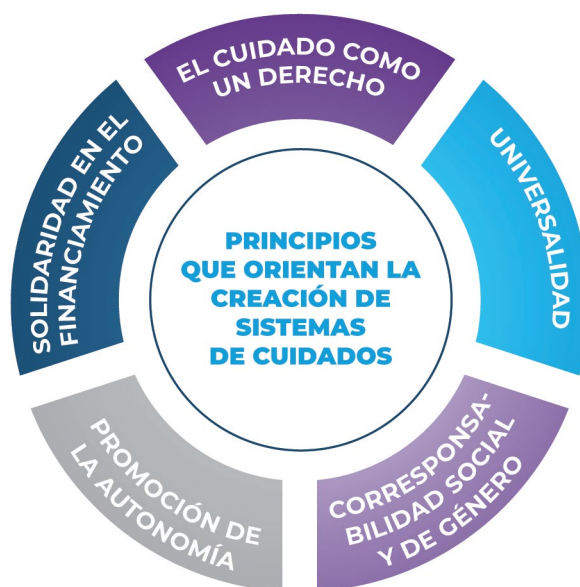 EL CUIDADO COMO
UN DERECHO
UNIVERSALIDAD
CORRESPONSA-
BILIDAD SOCIAL
Y DE GÉNERO
PROMOCIÓN DE
LA AUTONOMÍA
SOLIDARIDAD EN EL
FINANCIAMIENTO
PRINCIPIOS
QUE ORIENTAN LA
CREACIÓN DE
SISTEMAS
DE CUIDADOS